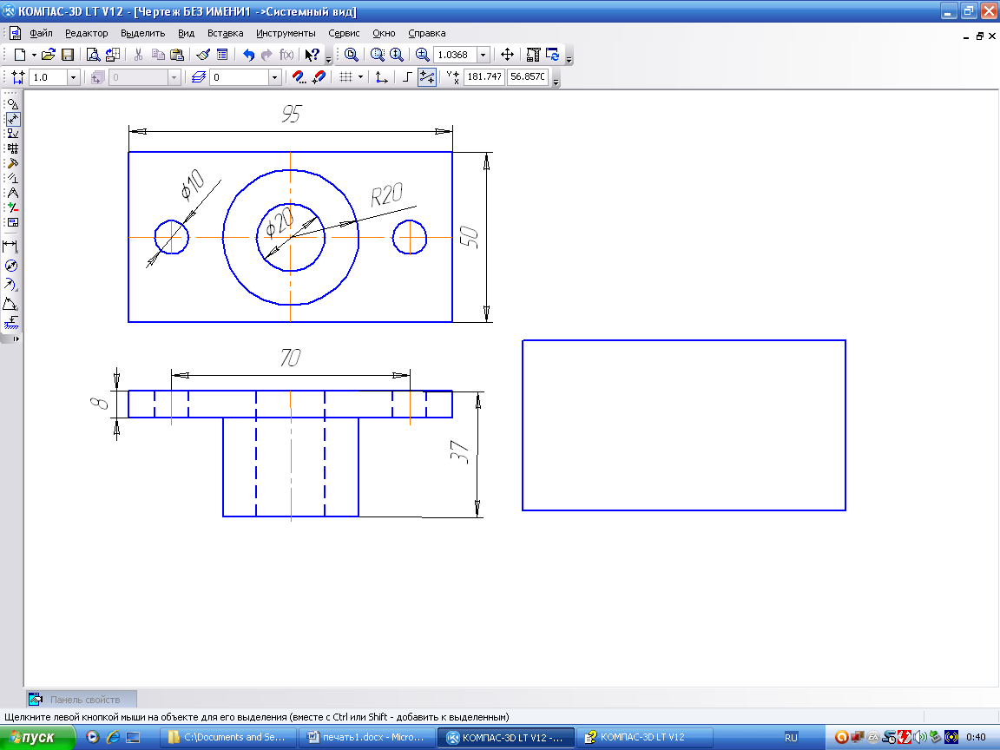 КОМПАС-3D LT V12 - [Чертеж БЕЗ ИМЕНИ1 ->Системный вид]
Файл Редактор Выделить Вид Вставка Инструменты Сервис Окно Справка
1.0368
1.0 0 0 181.747 56.8570
95
ϕ10
R20
ϕ20
50
70
8
37
Панель свойств
Щелкните левой кнопкой мыши на объекте для его выделения (вместе с Ctrl или Shift - добавить к выделенным)
пуск C:\Documents and Se... печать1.docx - Micro... КОМПАС-3D LT V12 -... КОМПАС-3D LT V12 RU 0:40